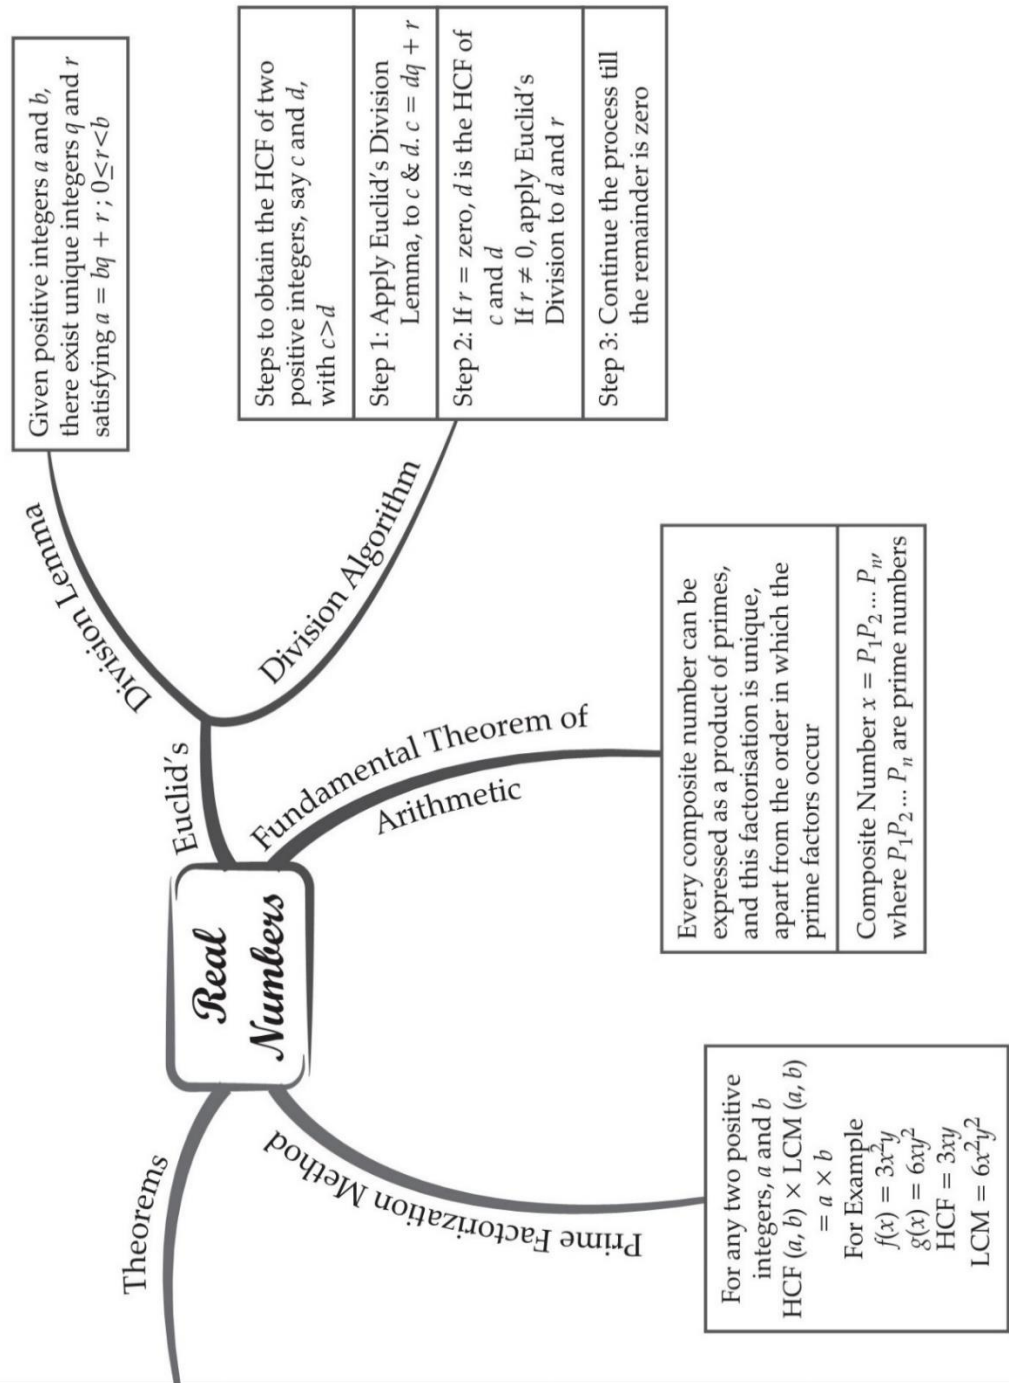 Real
Numbers
Theorems
Prime Factorization Method
For any two positive
integers, a and b
HCF (a, b) × LCM (a, b)
= a × b
For Example
f(x) = 3x²y
g(x) = 6xy²
HCF = 3xy
LCM = 6x²y²
Fundamental Theorem of
Arithmetic
Every composite number can be
expressed as a product of primes,
and this factorisation is unique,
apart from the order in which the
prime factors occur
Composite Number x = P₁P₂ ... Pₙ,
where P₁P₂ ... Pₙ are prime numbers
Euclid's
Division Lemma
Given positive integers a and b,
there exist unique integers q and r
satisfying a = bq + r ; 0≤r<b
Division Algorithm
Steps to obtain the HCF of two
positive integers, say c and d,
with c>d
Step 1: Apply Euclid's Division
Lemma, to c & d. c = dq + r
Step 2: If r = zero, d is the HCF of
c and d
If r ≠ 0, apply Euclid's
Division to d and r
Step 3: Continue the process till
the remainder is zero